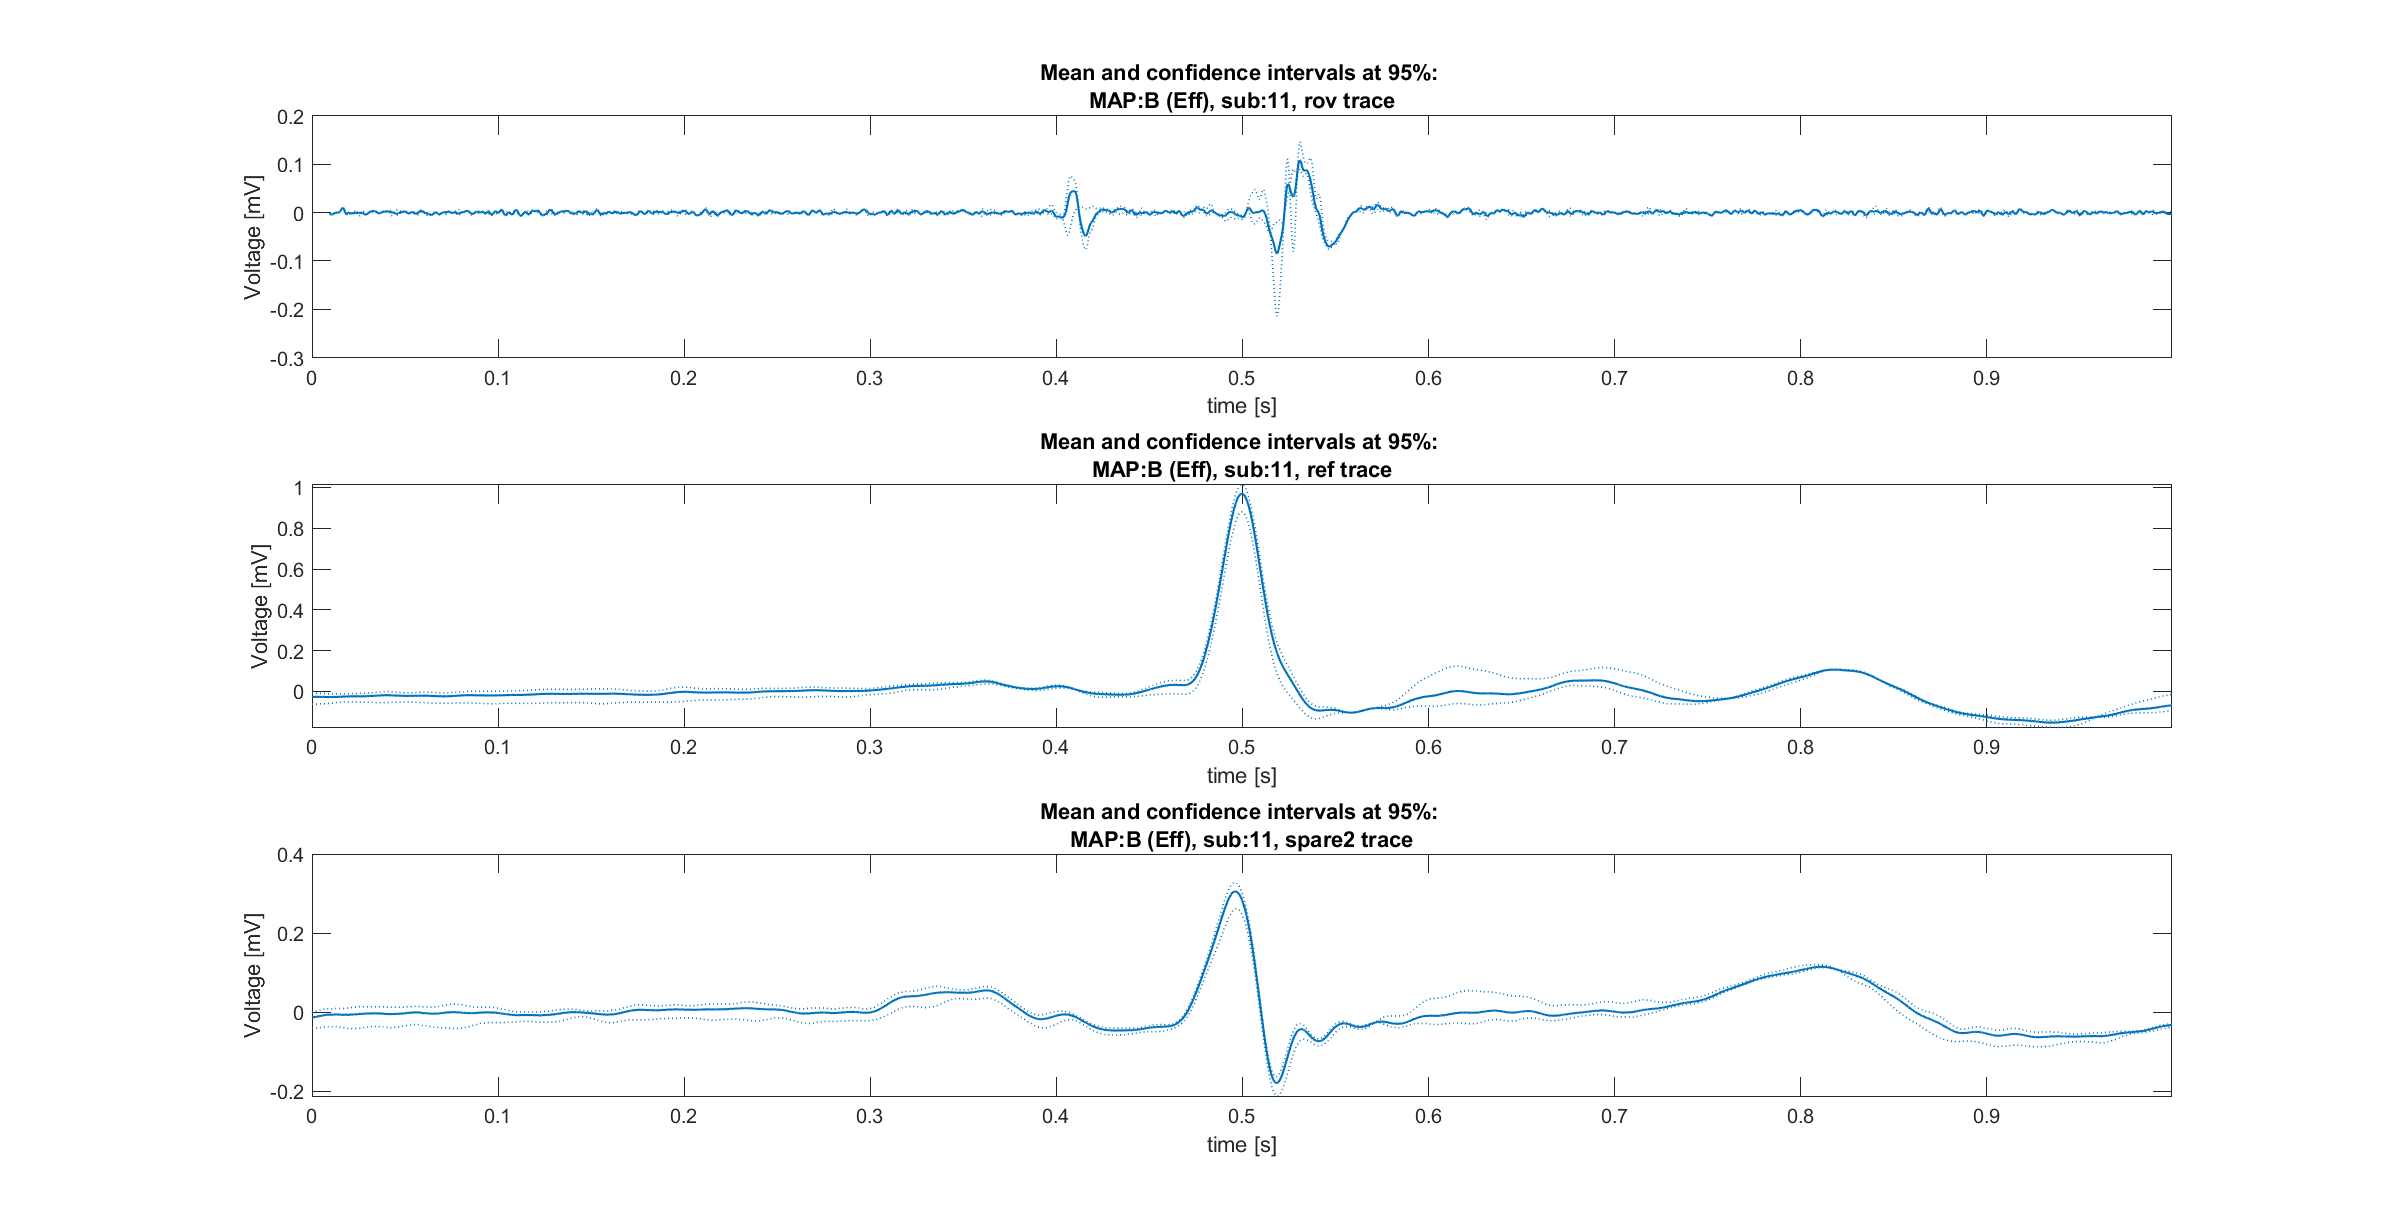 Mean and confidence intervals at 95%:
MAP:B (Eff), sub:11, rov trace
Voltage [mV]
0.2
0.1
0
-0.1
-0.2
-0.3
0 0.1 0.2 0.3 0.4 0.5 0.6 0.7 0.8 0.9
time [s]
Mean and confidence intervals at 95%:
MAP:B (Eff), sub:11, ref trace
Voltage [mV]
1
0.8
0.6
0.4
0.2
0
0 0.1 0.2 0.3 0.4 0.5 0.6 0.7 0.8 0.9
time [s]
Mean and confidence intervals at 95%:
MAP:B (Eff), sub:11, spare2 trace
Voltage [mV]
0.4
0.2
0
-0.2
0 0.1 0.2 0.3 0.4 0.5 0.6 0.7 0.8 0.9
time [s]